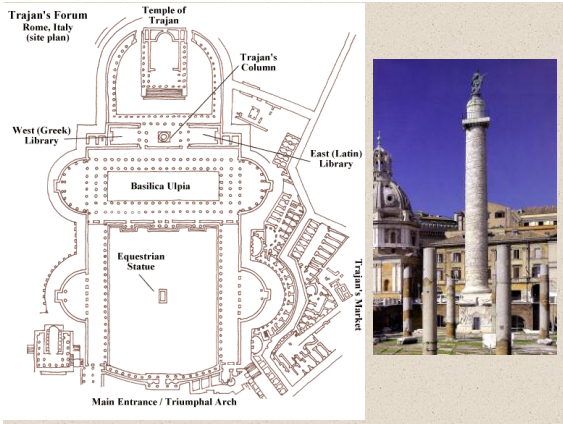 Trajan's Forum
Rome, Italy
(site plan)
Temple of
Trajan
Trajan's
Column
West (Greek)
Library
East (Latin)
Library
Basilica Ulpia
Equestrian
Statue
Trajan's Market
Main Entrance / Triumphal Arch